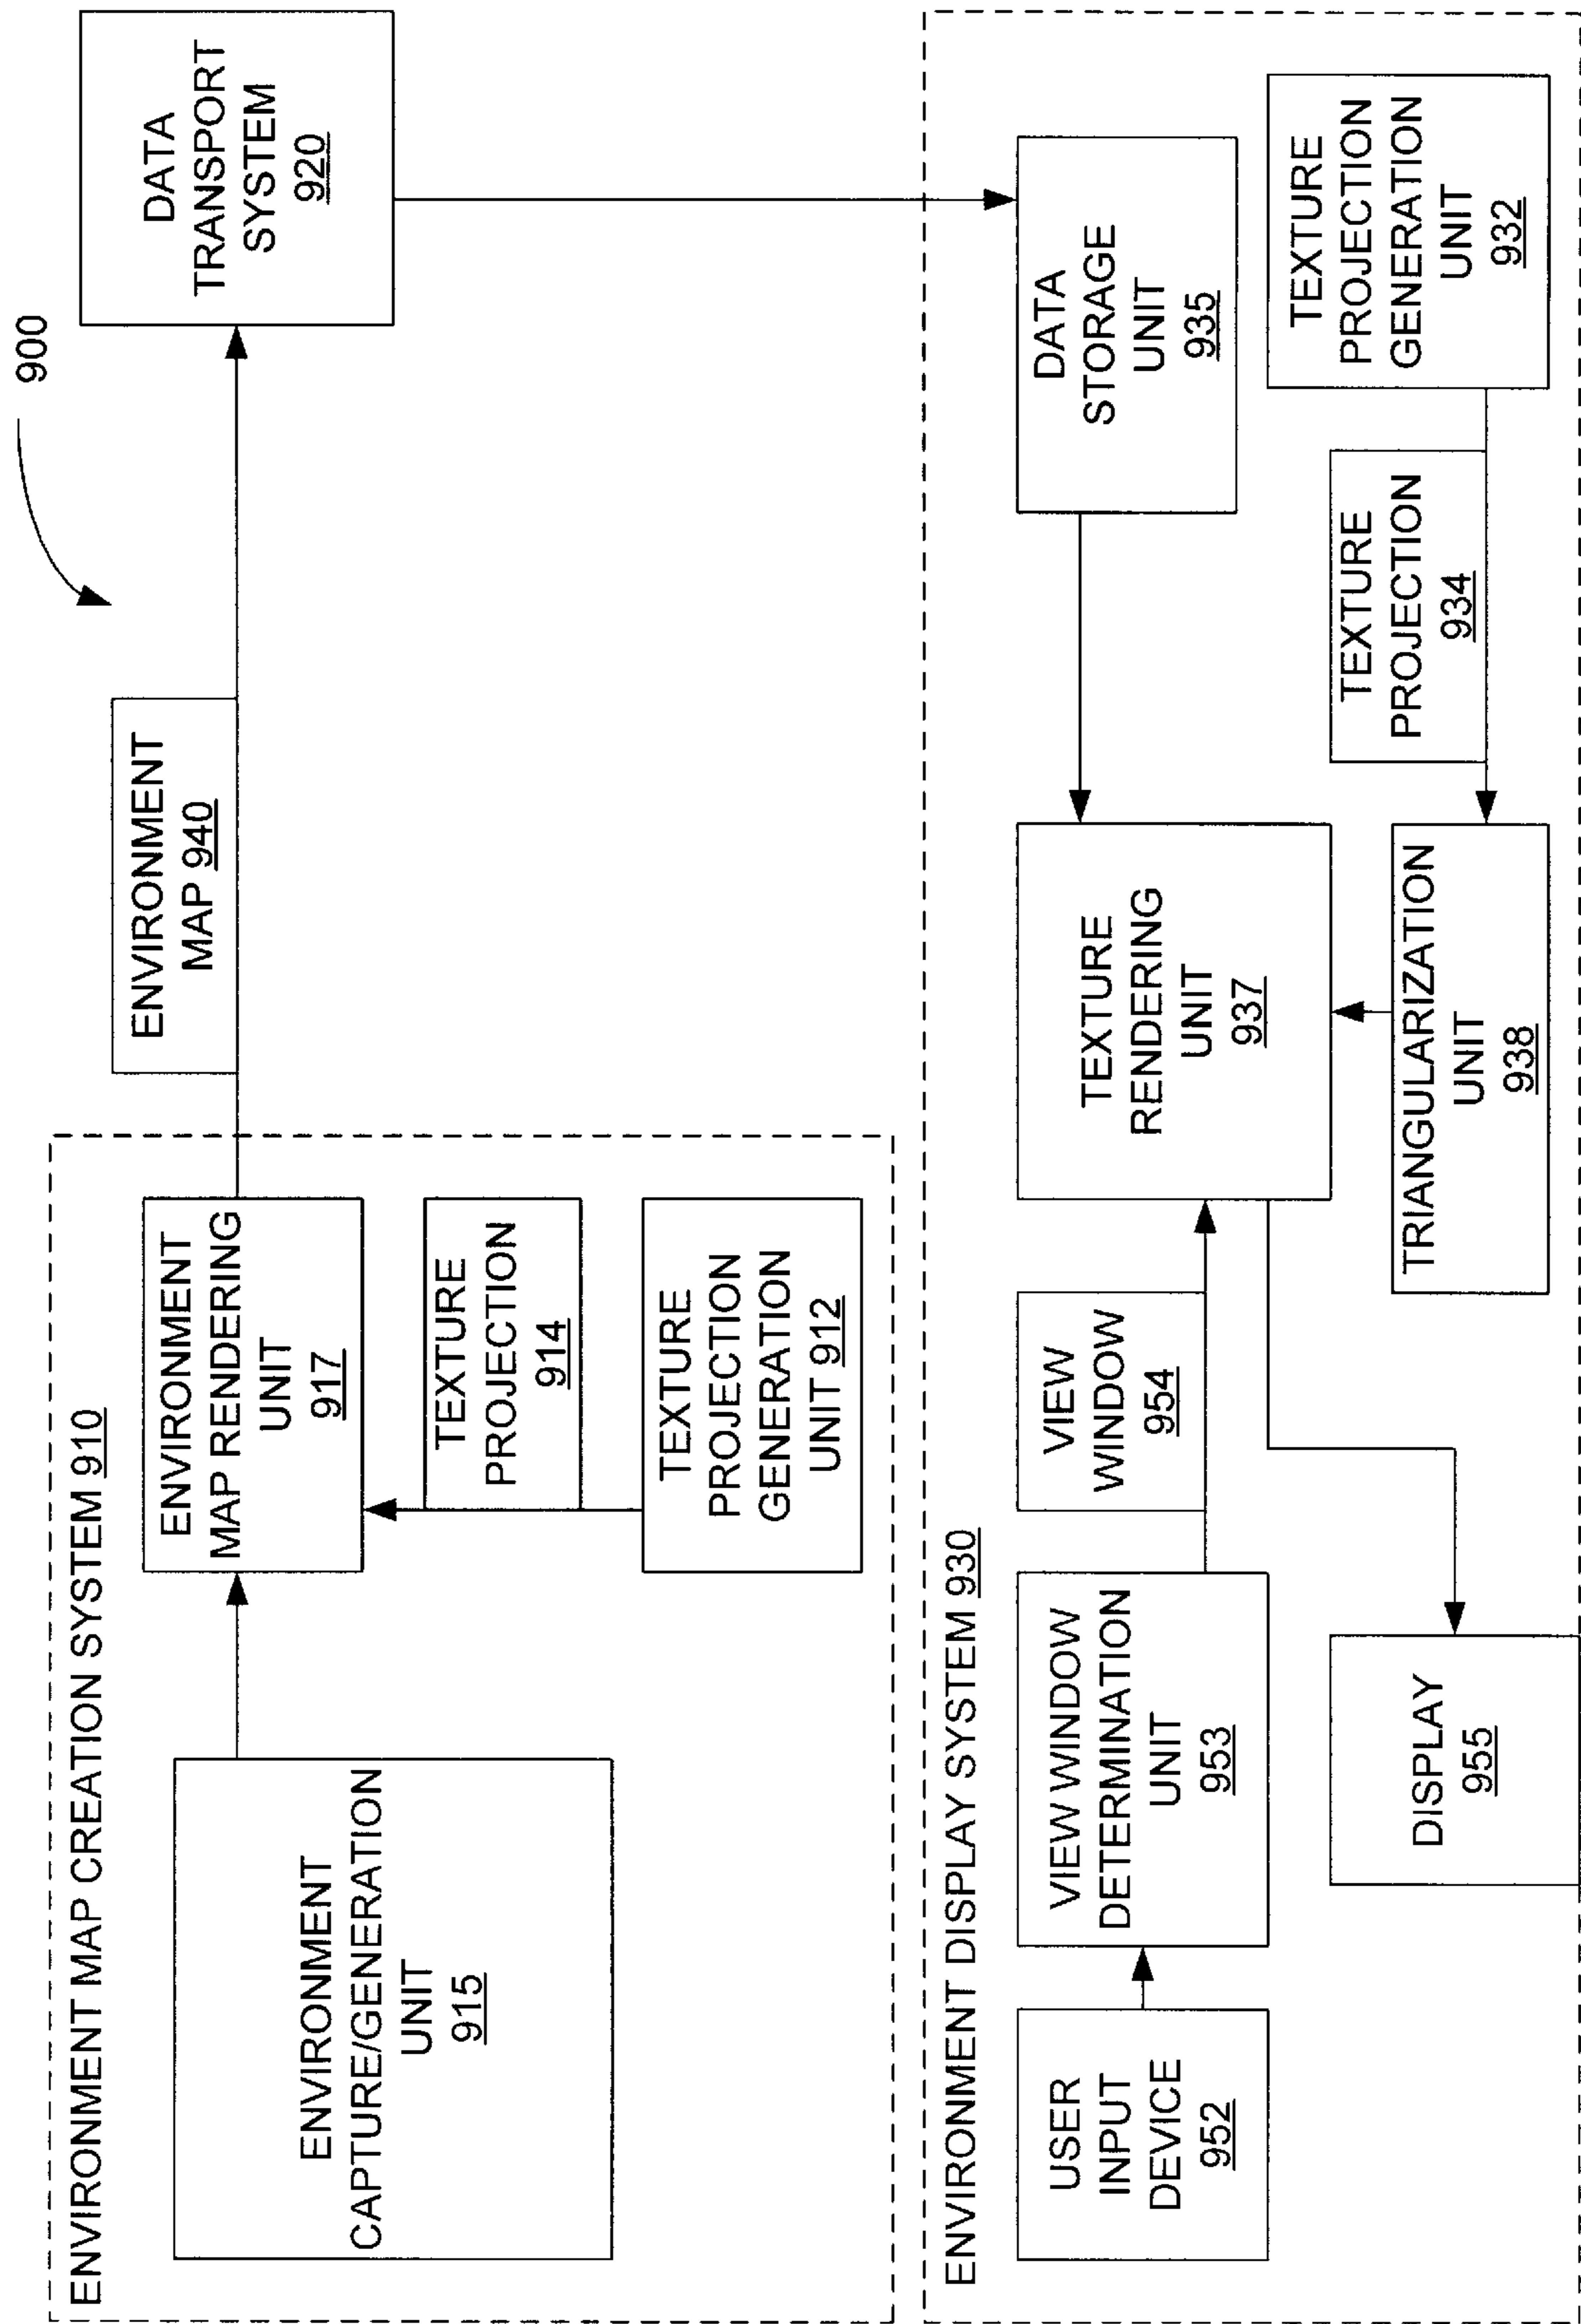 900
ENVIRONMENT MAP CREATION SYSTEM 910
ENVIRONMENT
CAPTURE/GENERATION
UNIT
915
ENVIRONMENT
MAP RENDERING
UNIT
917
TEXTURE
PROJECTION
914
TEXTURE
PROJECTION
GENERATION
UNIT 912
ENVIRONMENT
MAP 940
DATA
TRANSPORT
SYSTEM
920
ENVIRONMENT DISPLAY SYSTEM 930
USER
INPUT
DEVICE
952
VIEW WINDOW
DETERMINATION
UNIT
953
VIEW
WINDOW
954
DISPLAY
955
TEXTURE
RENDERING
UNIT
937
TRIANGULARIZATION
UNIT
938
DATA
STORAGE
UNIT
935
TEXTURE
PROJECTION
934
TEXTURE
PROJECTION
GENERATION
UNIT
932